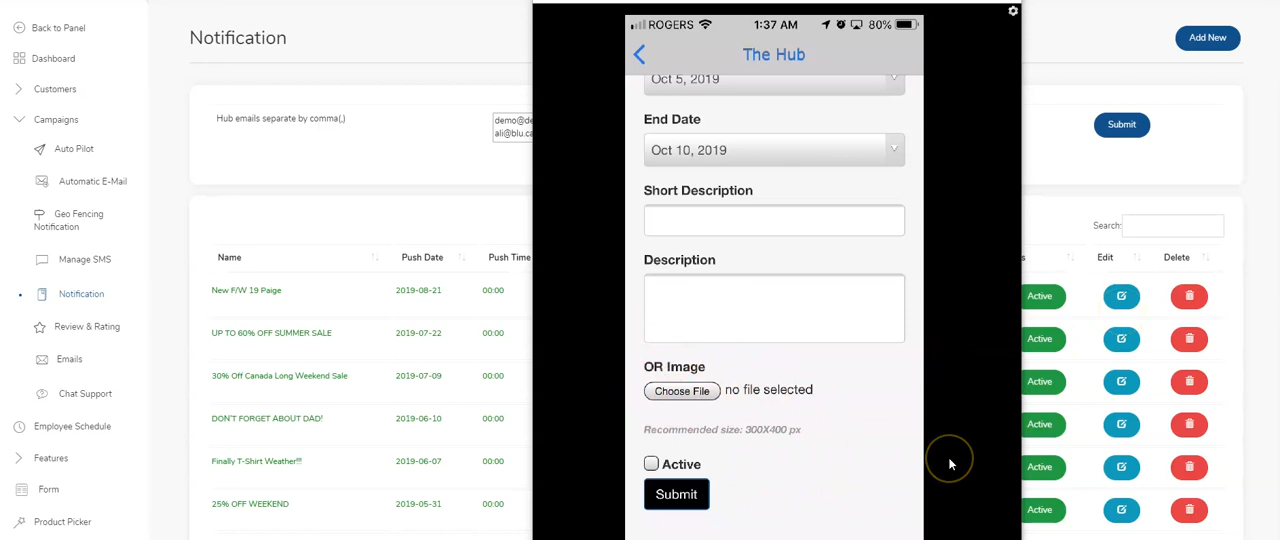 Back to Panel
Dashboard
Customers
Campaigns
Auto Pilot
Automatic E-Mail
Geo Fencing
Notification
Manage SMS
Notification
Review & Rating
Emails
Chat Support
Employee Schedule
Features
Form
Product Picker
Notification
Add New
Hub emails separate by comma(,)
ali@blu.ca
Submit
Search:
Name Push Date Push Time Edit Delete
New F/W 19 Paige 2019-08-21 00:00 Active
UP TO 60% OFF SUMMER SALE 2019-07-22 00:00 Active
30% Off Canada Long Weekend Sale 2019-07-09 00:00 Active
DON'T FORGET ABOUT DAD! 2019-06-10 00:00 Active
Finally T-Shirt Weather!!! 2019-06-07 00:00 Active
25% OFF WEEKEND 2019-05-31 00:00 Active
ROGERS 1:37 AM 80%
The Hub
Oct 5, 2019
End Date
Oct 10, 2019
Short Description
Description
OR Image
Choose File no file selected
Recommended size: 300X400 px
Active
Submit